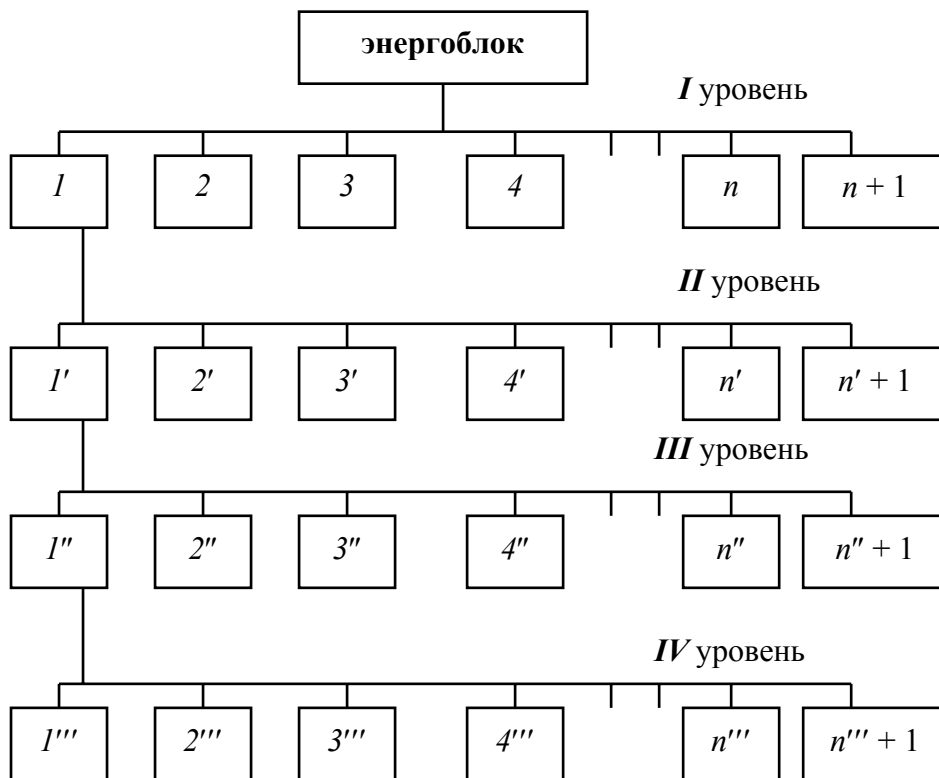 энергоблок
I уровень
1 2 3 4 n n + 1
II уровень
1' 2' 3' 4' n' n' + 1
III уровень
1" 2" 3" 4" n" n" + 1
IV уровень
1''' 2''' 3''' 4''' n''' n''' + 1